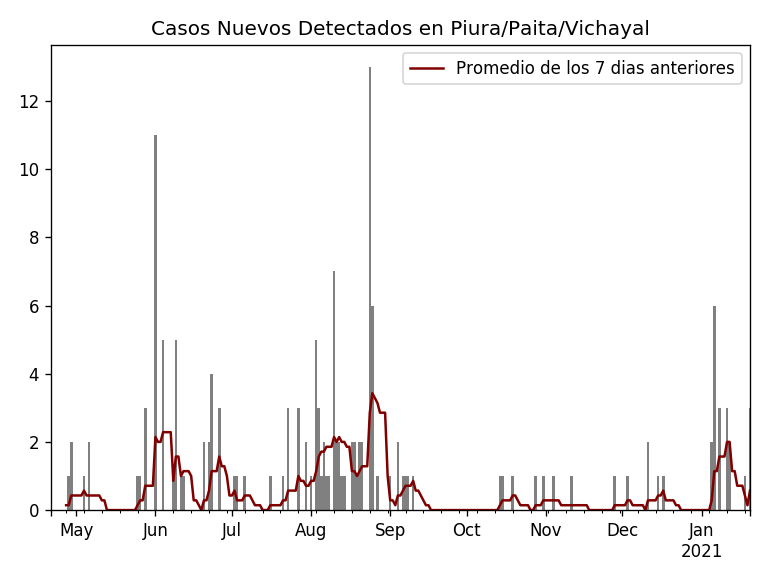 Casos Nuevos Detectados en Piura/Paita/Vichayal
Promedio de los 7 dias anteriores
12
10
8
6
4
2
0
May Jun Jul Aug Sep Oct Nov Dec Jan
2021